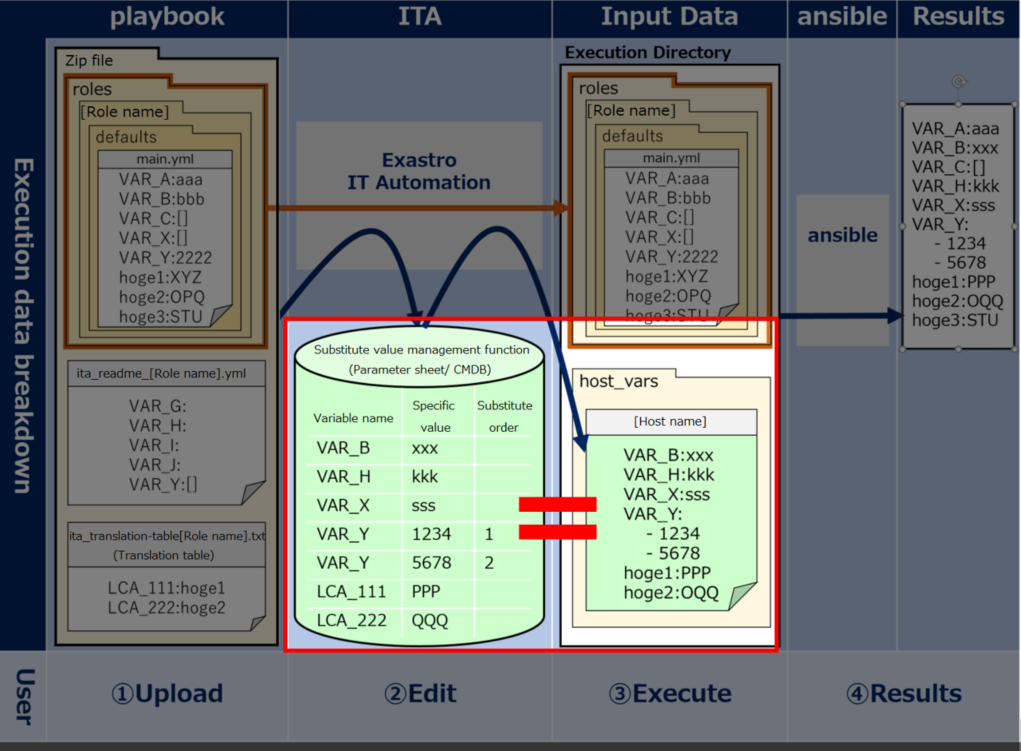 playbook
ITA
Input Data
ansible
Results
Execution data breakdown
Zip file
roles
[Role name]
defaults
main.yml
VAR_A:aaa
VAR_B:bbb
VAR_C:[]
VAR_X:[]
VAR_Y:2222
hoge1:XYZ
hoge2:OPQ
hoge3:STU
ita_readme_[Role name].yml
VAR_G:
VAR_H:
VAR_I:
VAR_J:
VAR_Y:[]
ita_translation-table[Role name].txt
(Translation table)
LCA_111:hoge1
LCA_222:hoge2
Exastro
IT Automation
Substitute value management function
(Parameter sheet/ CMDB)
Variable name Specific value Substitute order
VAR_B xxx
VAR_H kkk
VAR_X sss
VAR_Y 1234 1
VAR_Y 5678 2
LCA_111 PPP
LCA_222 QQQ
Execution Directory
roles
[Role name]
defaults
main.yml
VAR_A:aaa
VAR_B:bbb
VAR_C:[]
VAR_X:[]
VAR_Y:2222
hoge1:XYZ
hoge2:OPQ
hoge3:STU
host_vars
[Host name]
VAR_B:xxx
VAR_H:kkk
VAR_X:sss
VAR_Y:
- 1234
- 5678
hoge1:PPP
hoge2:OQQ
ansible
VAR_A:aaa
VAR_B:xxx
VAR_C:[]
VAR_H:kkk
VAR_X:sss
VAR_Y:
- 1234
- 5678
hoge1:PPP
hoge2:OQQ
hoge3:STU
User
①Upload
②Edit
③Execute
④Results